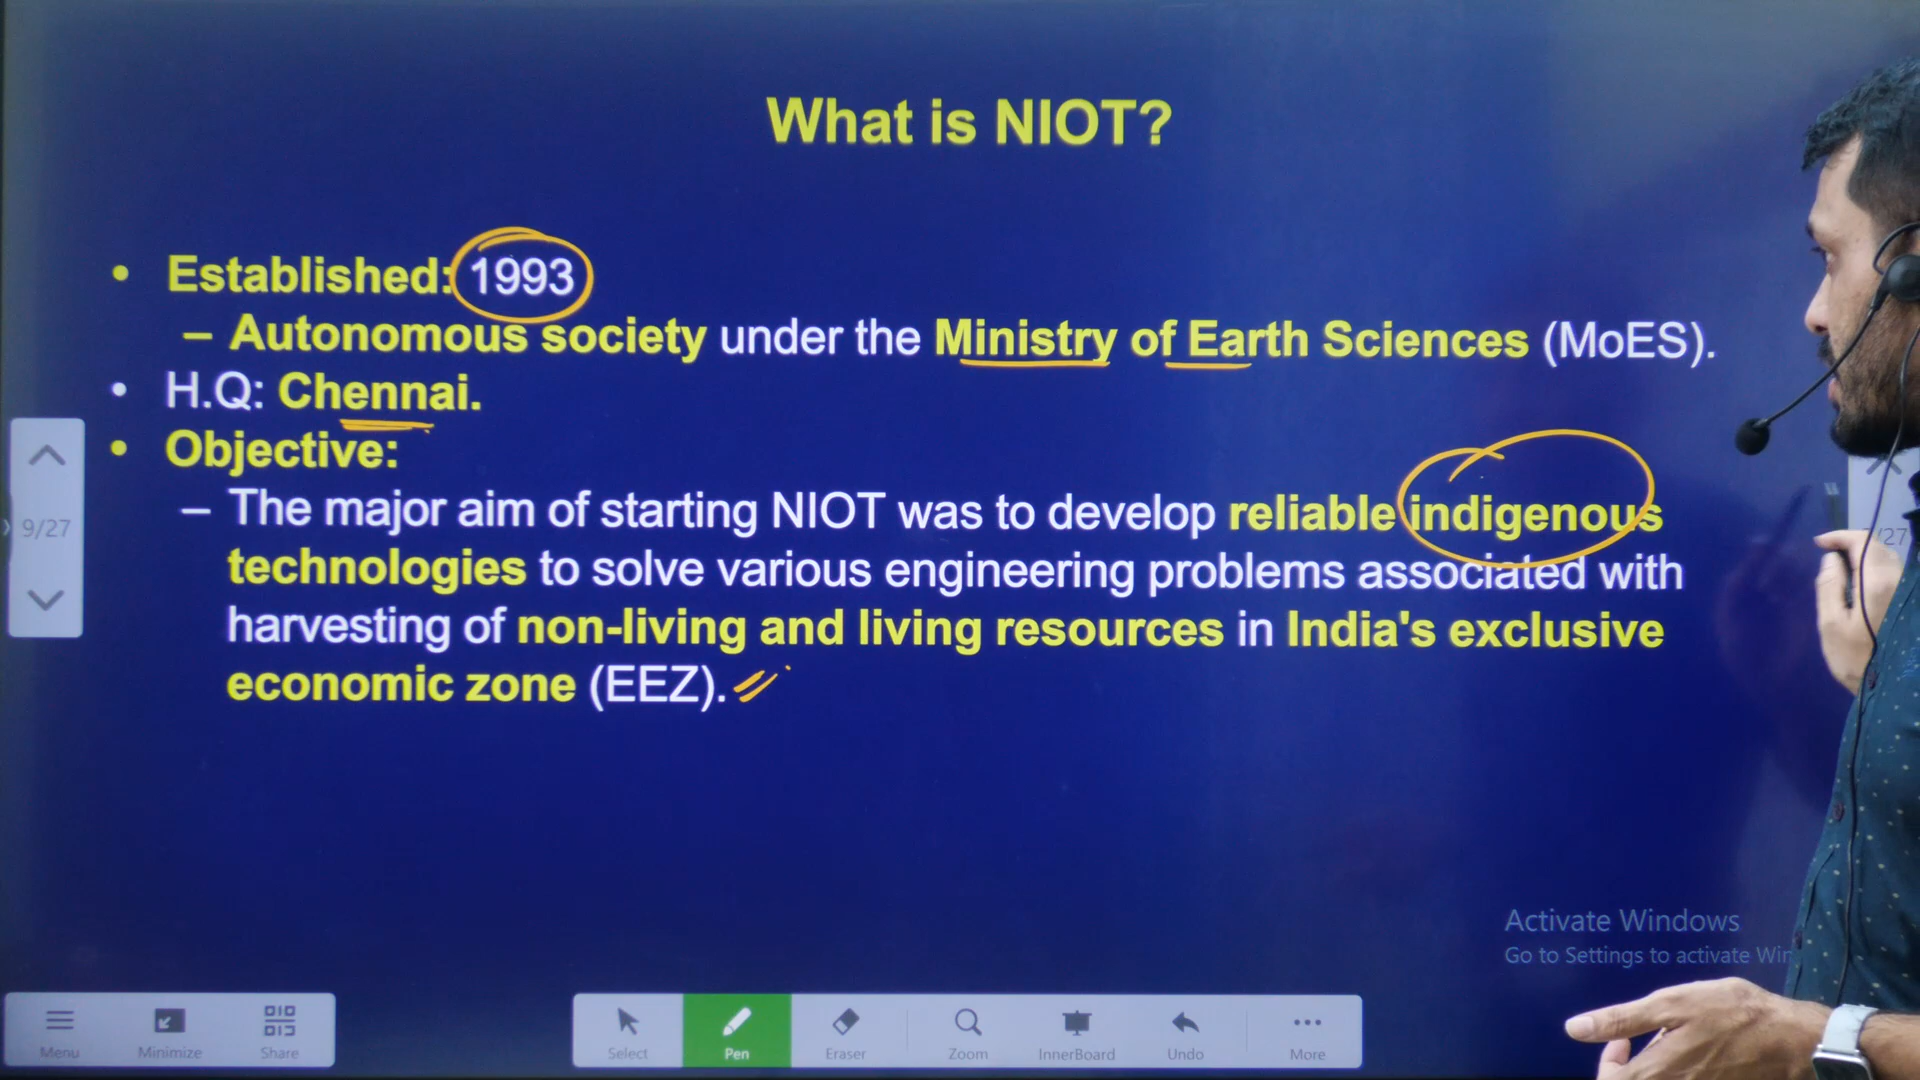 What is NIOT?
• Established: 1993
– Autonomous society under the Ministry of Earth Sciences (MoES).
• H.Q: Chennai.
• Objective:
– The major aim of starting NIOT was to develop reliable indigenous
technologies to solve various engineering problems associated with
harvesting of non-living and living resources in India's exclusive
economic zone (EEZ).
9/27
/27
Activate Windows
Go to Settings to activate Win
Menu Minimize Share
Select Pen Eraser Zoom InnerBoard Undo More